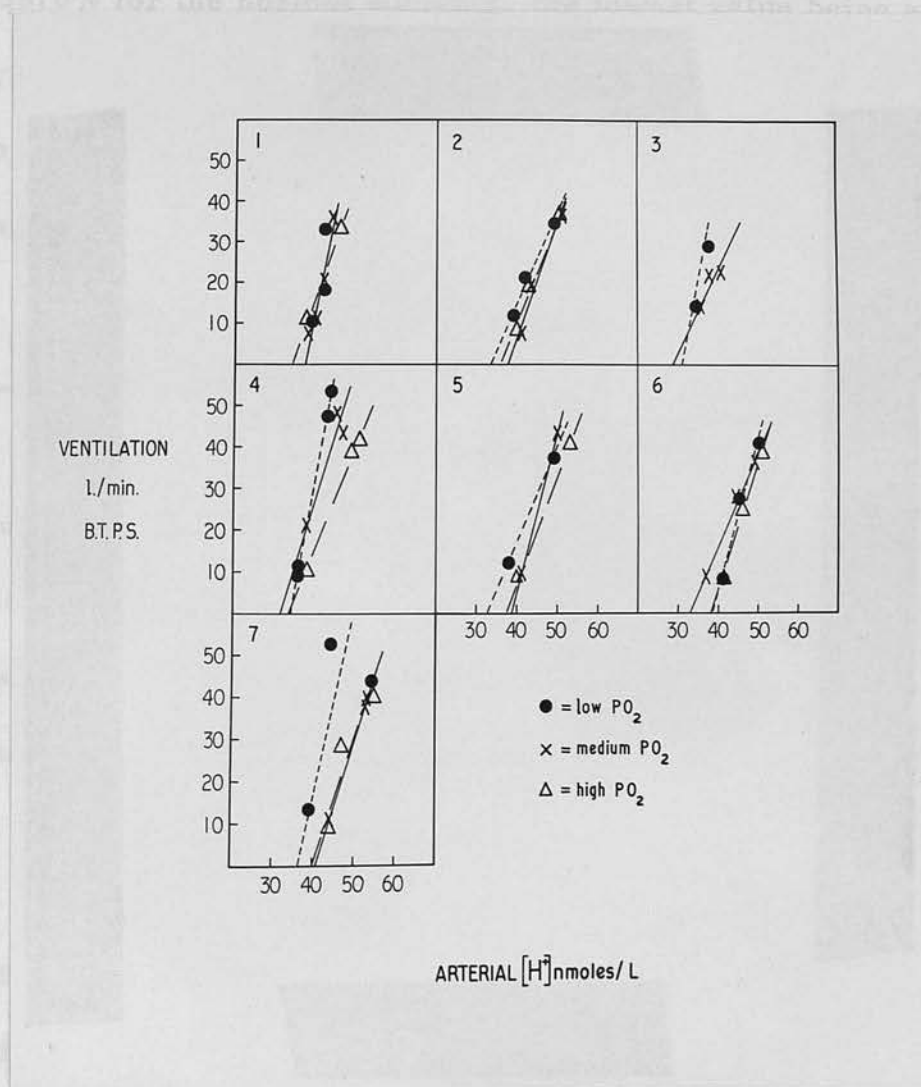 1
2
3
50
40
30
20
10
4
5
6
50
40
30
20
10
VENTILATION
l./min.
B.T.P.S.
30 40 50 60
30 40 50 60
7
50
40
30
20
10
● = low PO₂
× = medium PO₂
△ = high PO₂
30 40 50 60
ARTERIAL [H⁺] nmoles/L